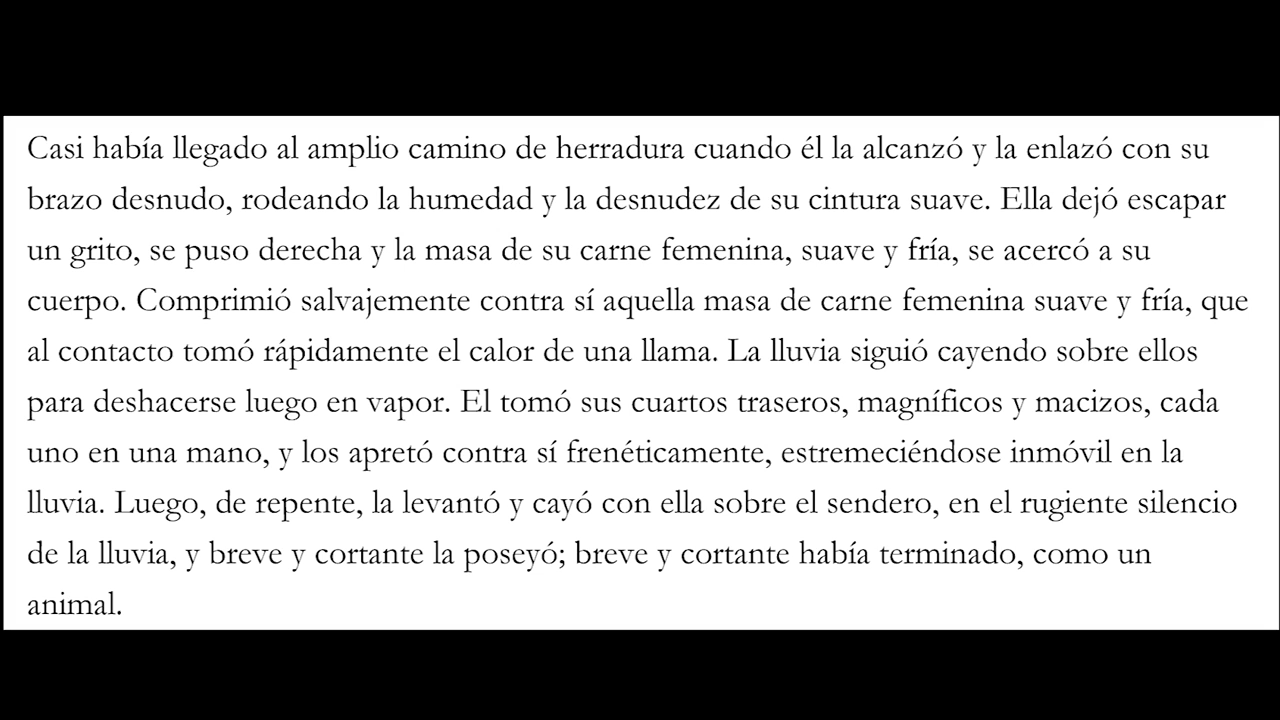 Casi había llegado al amplio camino de herradura cuando él la alcanzó y la enlazó con su
brazo desnudo, rodeando la humedad y la desnudez de su cintura suave. Ella dejó escapar
un grito, se puso derecha y la masa de su carne femenina, suave y fría, se acercó a su
cuerpo. Comprimió salvajemente contra sí aquella masa de carne femenina suave y fría, que
al contacto tomó rápidamente el calor de una llama. La lluvia siguió cayendo sobre ellos
para deshacerse luego en vapor. El tomó sus cuartos traseros, magníficos y macizos, cada
uno en una mano, y los apretó contra sí frenéticamente, estremeciéndose inmóvil en la
lluvia. Luego, de repente, la levantó y cayó con ella sobre el sendero, en el rugiente silencio
de la lluvia, y breve y cortante la poseyó; breve y cortante había terminado, como un
animal.